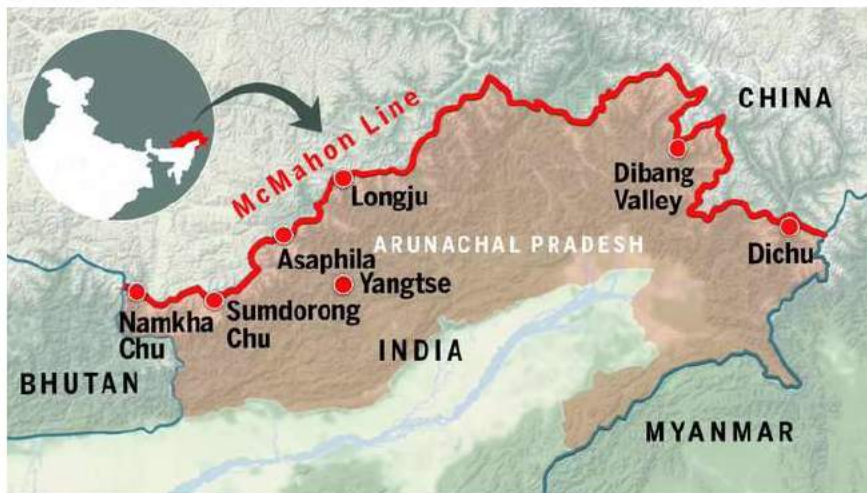 CHINA
McMahon Line
Longju
Dibang
Valley
ARUNACHAL PRADESH
Dichu
Asaphila
Yangtse
Namkha
Chu
Sumdorong
Chu
INDIA
BHUTAN
MYANMAR